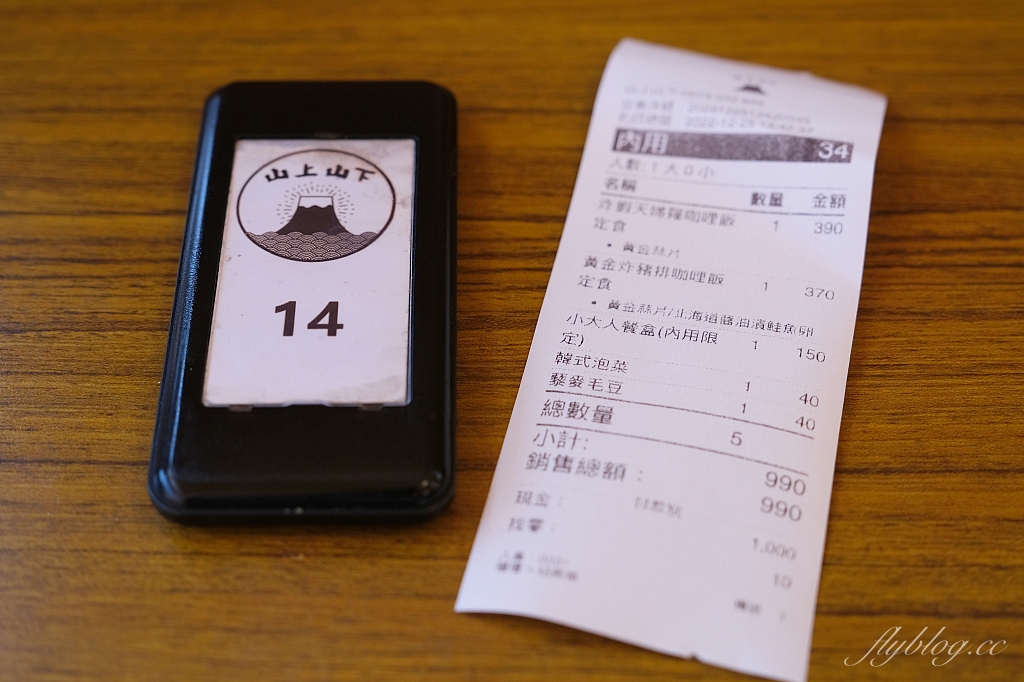 山上山下
14
內用 34
人數:1大0小
名稱 數量 金額
炸蝦天婦羅咖哩飯 1 390
定食
• 黃金絲片
黃金炸豬排咖哩飯 1 370
定食
• 黃金絲片/北海道醬油漬鮭魚卵
小大人餐盒(內用限 1 150
定)
韓式泡菜 1 40
藜麥毛豆 1 40
總數量 5
小計: 990
銷售總額: 990
現金: 付款別 1,000
找零: 10
flyblog.cc